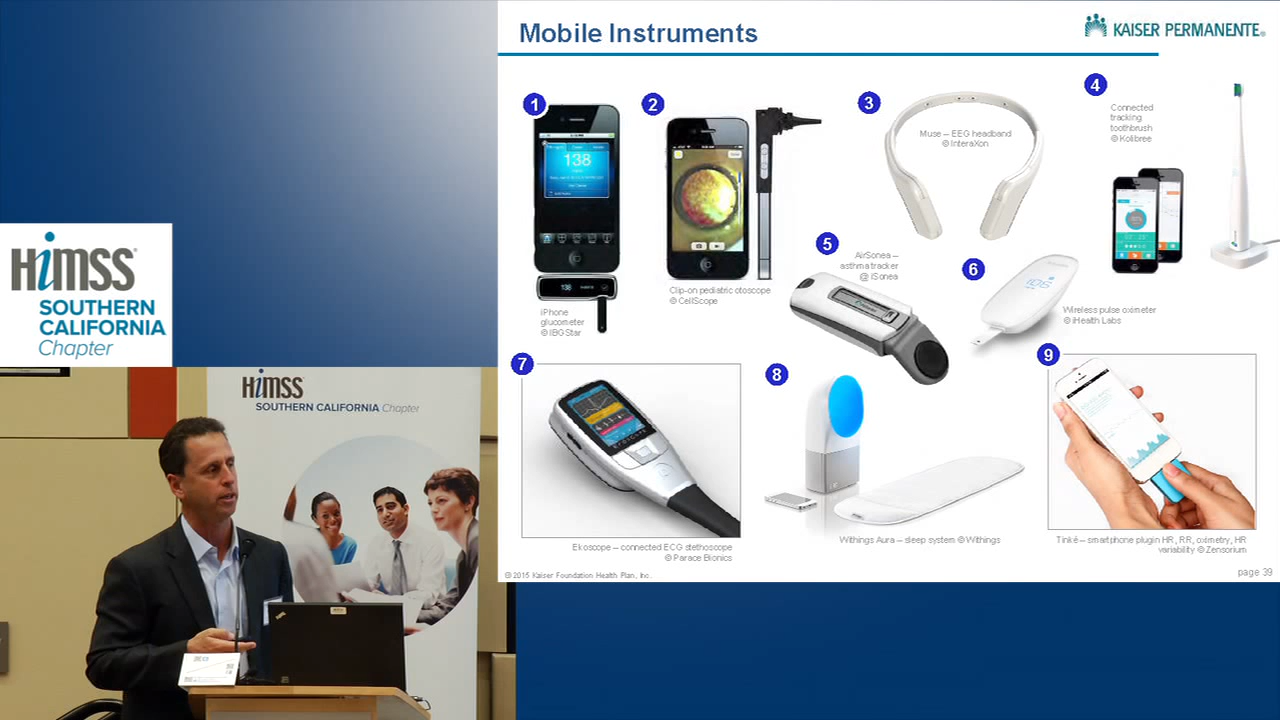 Mobile Instruments
KAISER PERMANENTE®
1
2
3
4
Connected
tracking
toothbrush
© Kolibree
Muse – EEG headband
© InteraXon
138
138
5
AirSonea –
asthma tracker
@ iSonea
6
Clip-on pediatric otoscope
© CellScope
iPhone
glucometer
© IBGStar
Wireless pulse oximeter
© iHealth Labs
7
8
9
Ekoscope – connected ECG stethoscope
© Parace Bionics
Withings Aura – sleep system © Withings
Tinké – smartphone plugin HR, RR, oximetry, HR
variability © Zensorium
© 2015 Kaiser Foundation Health Plan, Inc.
page 39
HiMSS®
SOUTHERN
CALIFORNIA
Chapter
HiMSS
SOUTHERN CALIFORNIA Chapter